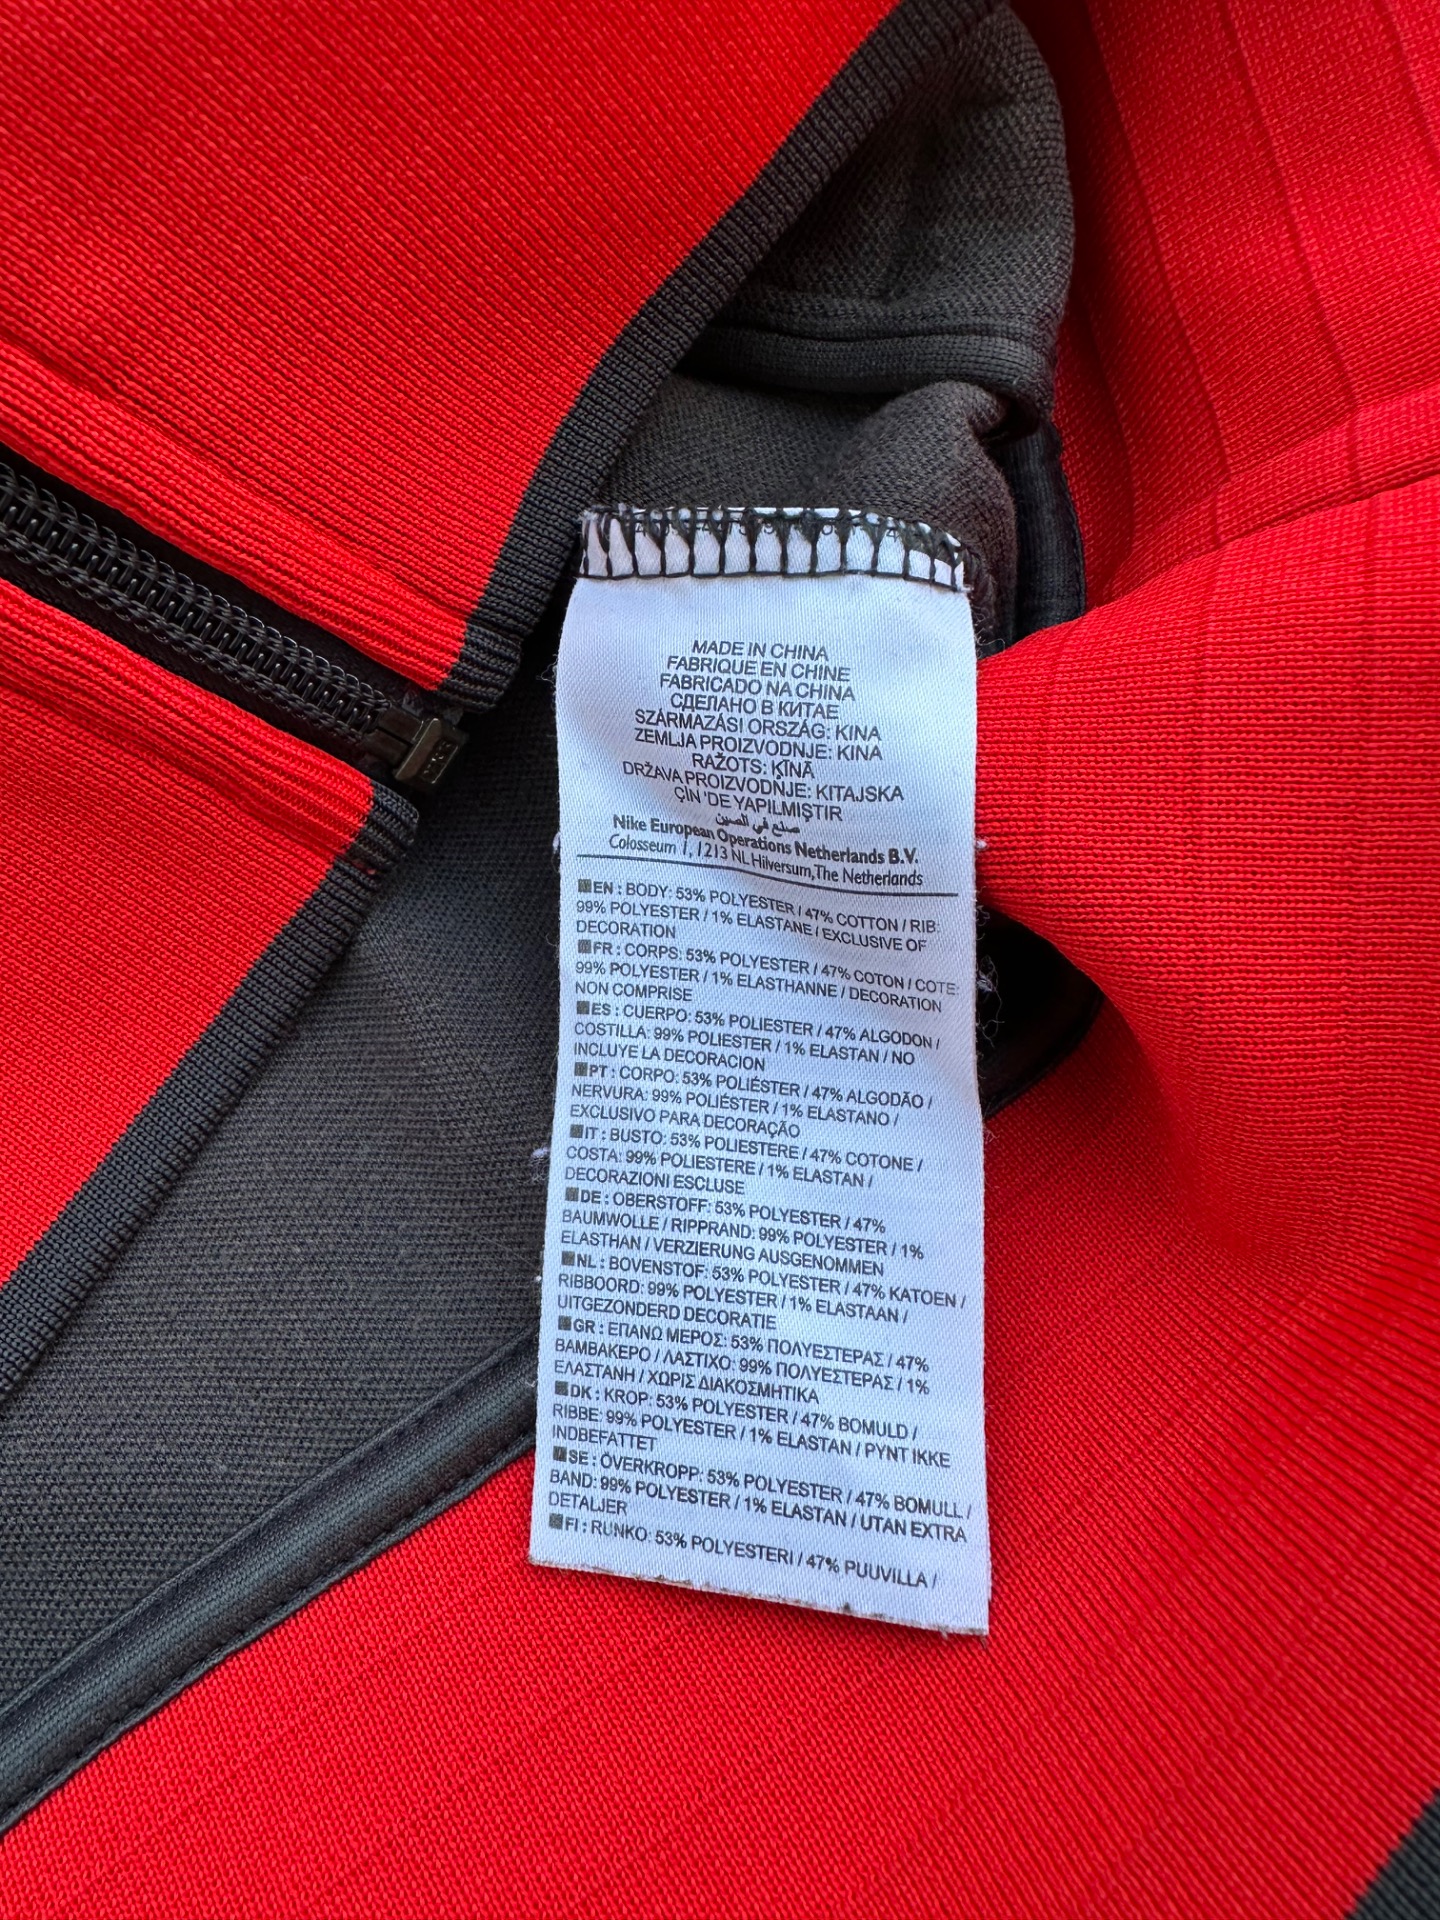 MADE IN CHINA
FABRIQUE EN CHINE
FABRICADO NA CHINA
СДЕЛАНО В КИТАЕ
SZÁRMAZÁSI ORSZÁG: KINA
ZEMLJA PROIZVODNJE: KINA
RAŽOTS: ĶĪNĀ
DRŽAVA PROIZVODNJE: KITAJSKA
ÇİN 'DE YAPILMIŞTIR
صنع في الصين
Nike European Operations Netherlands B.V.
Colosseum 1, 1213 NL Hilversum, The Netherlands
EN : BODY: 53% POLYESTER / 47% COTTON / RIB:
99% POLYESTER / 1% ELASTANE / EXCLUSIVE OF
DECORATION
FR : CORPS: 53% POLYESTER / 47% COTON / COTE:
99% POLYESTER / 1% ELASTHANNE / DECORATION
NON COMPRISE
ES : CUERPO: 53% POLIESTER / 47% ALGODON /
COSTILLA: 99% POLIESTER / 1% ELASTAN / NO
INCLUYE LA DECORACION
PT : CORPO: 53% POLIÉSTER / 47% ALGODÃO /
NERVURA: 99% POLIÉSTER / 1% ELASTANO /
EXCLUSIVO PARA DECORAÇÃO
IT : BUSTO: 53% POLIESTERE / 47% COTONE /
COSTA: 99% POLIESTERE / 1% ELASTAN /
DECORAZIONI ESCLUSE
DE : OBERSTOFF: 53% POLYESTER / 47%
BAUMWOLLE / RIPPRAND: 99% POLYESTER / 1%
ELASTHAN / VERZIERUNG AUSGENOMMEN
NL : BOVENSTOF: 53% POLYESTER / 47% KATOEN /
RIBBOORD: 99% POLYESTER / 1% ELASTAAN /
UITGEZONDERD DECORATIE
GR : ΕΠΑΝΩ ΜΕΡΟΣ: 53% ΠΟΛΥΕΣΤΕΡΑΣ / 47%
ΒΑΜΒΑΚΕΡΟ / ΛΑΣΤΙΧΟ: 99% ΠΟΛΥΕΣΤΕΡΑΣ / 1%
ΕΛΑΣΤΑΝΗ / ΧΩΡΙΣ ΔΙΑΚΟΣΜΗΤΙΚΑ
DK : KROP: 53% POLYESTER / 47% BOMULD /
RIBBE: 99% POLYESTER / 1% ELASTAN / PYNT IKKE
INDBEFATTET
SE : ÖVERKROPP: 53% POLYESTER / 47% BOMULL /
BAND: 99% POLYESTER / 1% ELASTAN / UTAN EXTRA
DETALJER
FI : RUNKO: 53% POLYESTERI / 47% PUUVILLA /